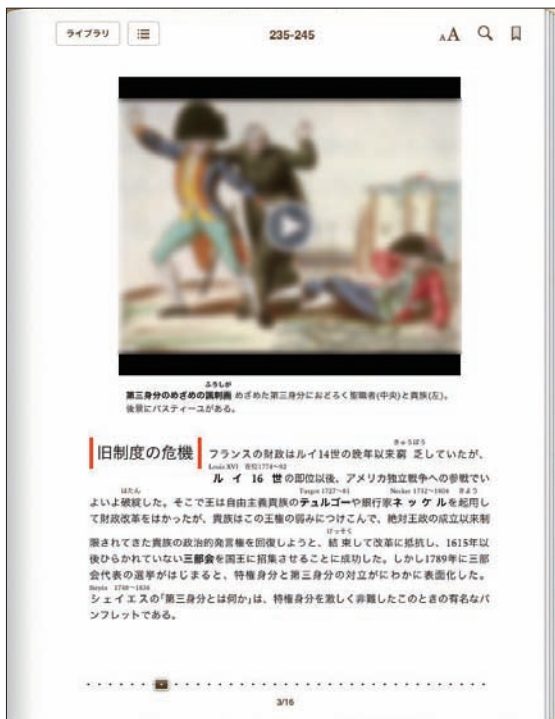 ライブラリ
235-245
AA
ふうしが
第三身分のめざめの諷刺画 めざめた第三身分におどろく聖職者(中央)と貴族(左)。
後景にバスティーユがある。
旧制度の危機
きゅうぼう
フランスの財政はルイ14世の晩年以来窮乏していたが、
Louis XVI 在位1774〜92
ルイ16世の即位以後、アメリカ独立戦争への参戦でい
はたん Turgot 1727〜81 Necker 1732〜1804 きよう
よいよ破綻した。そこで王は自由主義貴族のテュルゴーや銀行家ネッケルを起用し
て財政改革をはかったが、貴族はこの王権の弱みにつけこんで、絶対王政の成立以来制
けっそく
限されてきた貴族の政治的発言権を回復しようと、結束して改革に抵抗し、1615年以
後ひらかれていない三部会を国王に招集させることに成功した。しかし1789年に三部
会代表の選挙がはじまると、特権身分と第三身分の対立がにわかに表面化した。
Sieyès 1748〜1836
シェイエスの「第三身分とは何か」は、特権身分を激しく非難したこのときの有名なパ
ンフレットである。
3/16